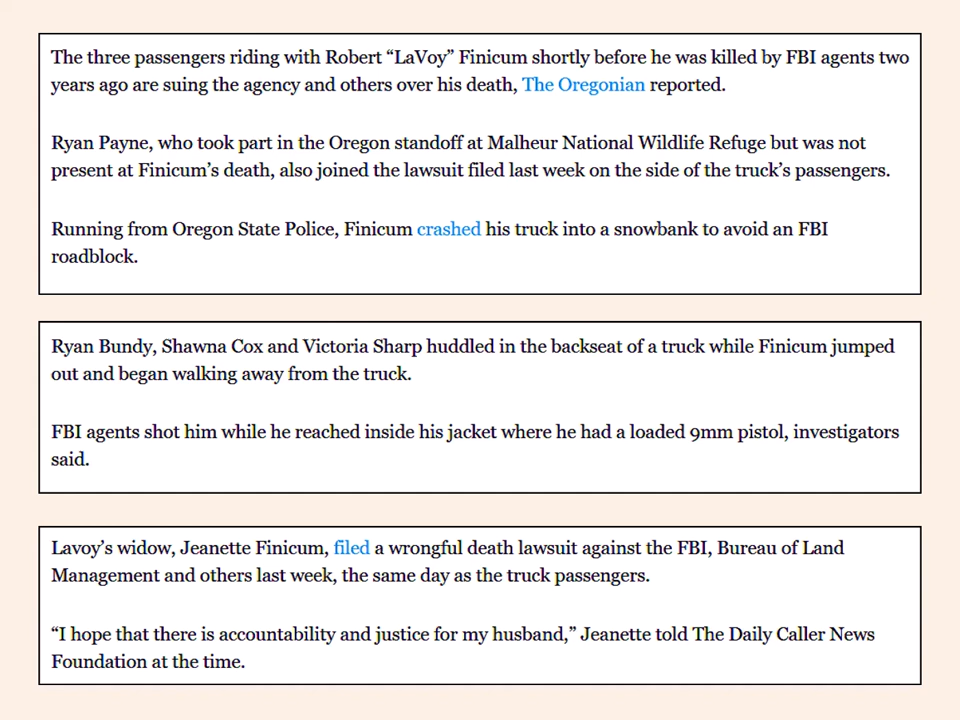 The three passengers riding with Robert “LaVoy” Finicum shortly before he was killed by FBI agents two
years ago are suing the agency and others over his death, The Oregonian reported.
Ryan Payne, who took part in the Oregon standoff at Malheur National Wildlife Refuge but was not
present at Finicum’s death, also joined the lawsuit filed last week on the side of the truck’s passengers.
Running from Oregon State Police, Finicum crashed his truck into a snowbank to avoid an FBI
roadblock.
Ryan Bundy, Shawna Cox and Victoria Sharp huddled in the backseat of a truck while Finicum jumped
out and began walking away from the truck.
FBI agents shot him while he reached inside his jacket where he had a loaded 9mm pistol, investigators
said.
Lavoy’s widow, Jeanette Finicum, filed a wrongful death lawsuit against the FBI, Bureau of Land
Management and others last week, the same day as the truck passengers.
“I hope that there is accountability and justice for my husband,” Jeanette told The Daily Caller News
Foundation at the time.